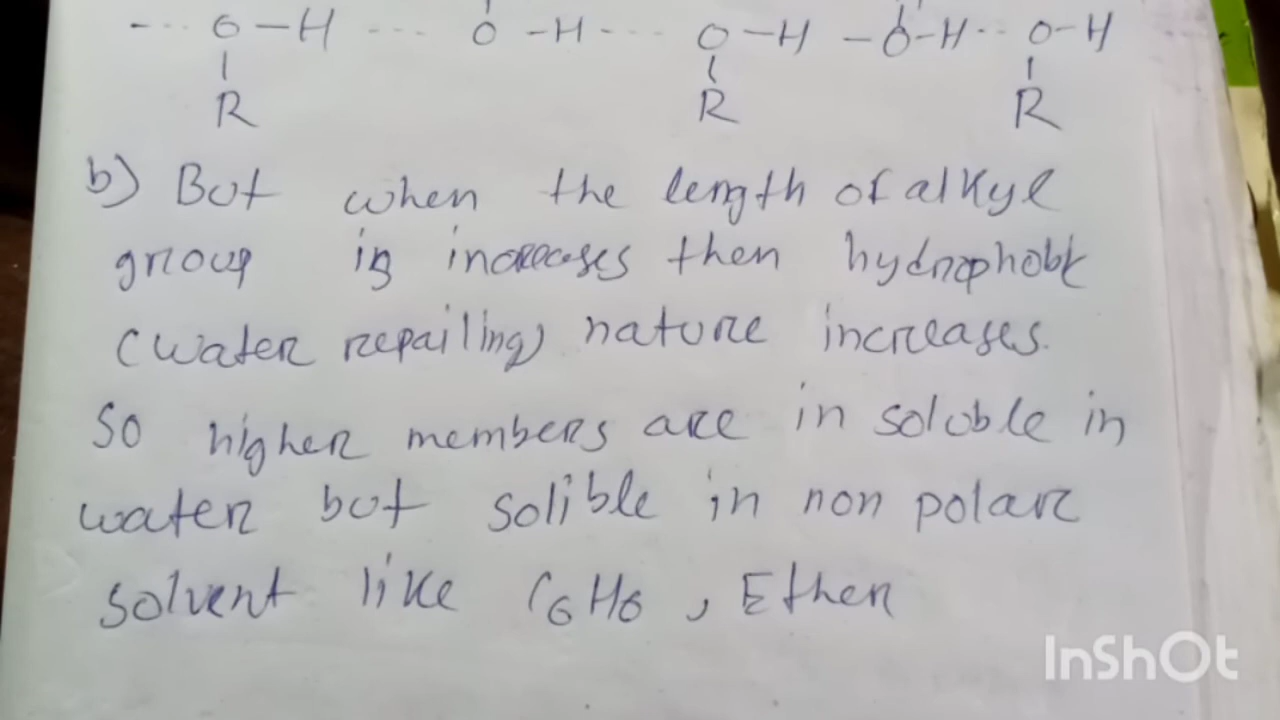 --- O-H --- O-H --- O-H -O-H-- O-H
R R R
b) But when the length of alkyl
group is increases then hydrophobic
(water repailing) nature increases.
So higher members are in soluble in
water but solible in non polar
solvent like C6H6, Ether
InShOt